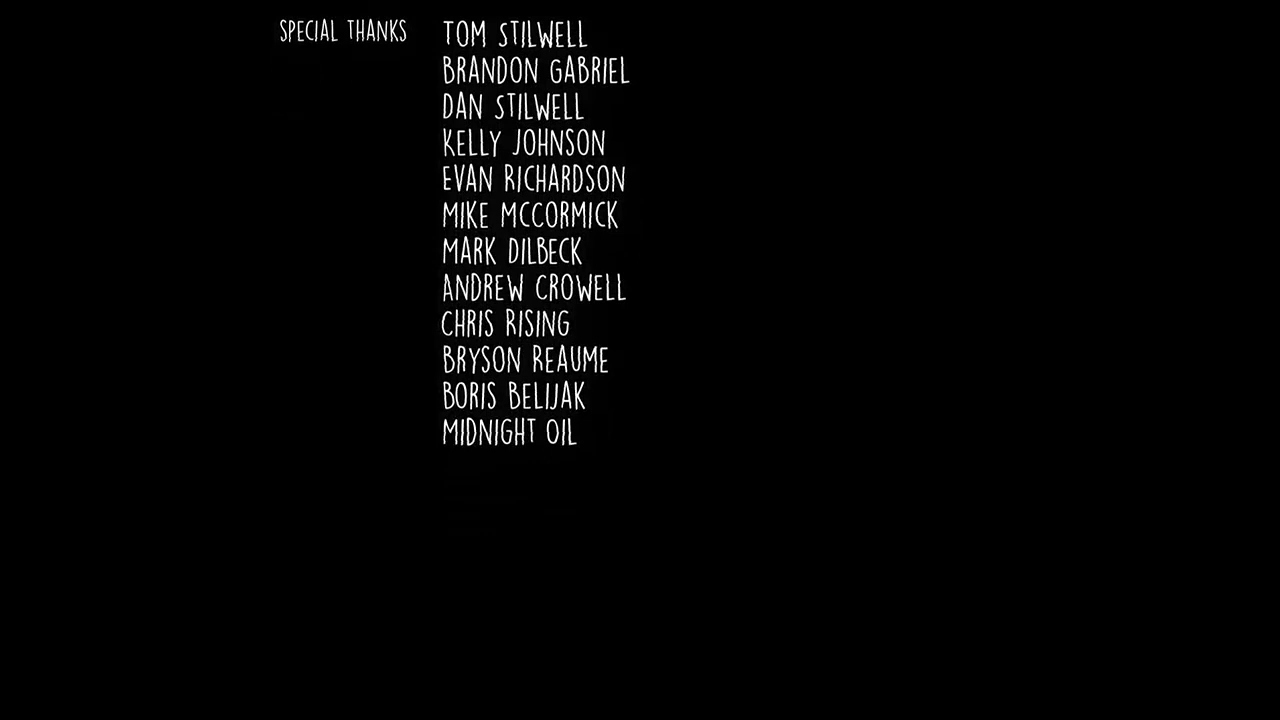 SPECIAL THANKS TOM STILWELL
BRANDON GABRIEL
DAN STILWELL
KELLY JOHNSON
EVAN RICHARDSON
MIKE MCCORMICK
MARK DILBECK
ANDREW CROWELL
CHRIS RISING
BRYSON REAUME
BORIS BELIJAK
MIDNIGHT OIL